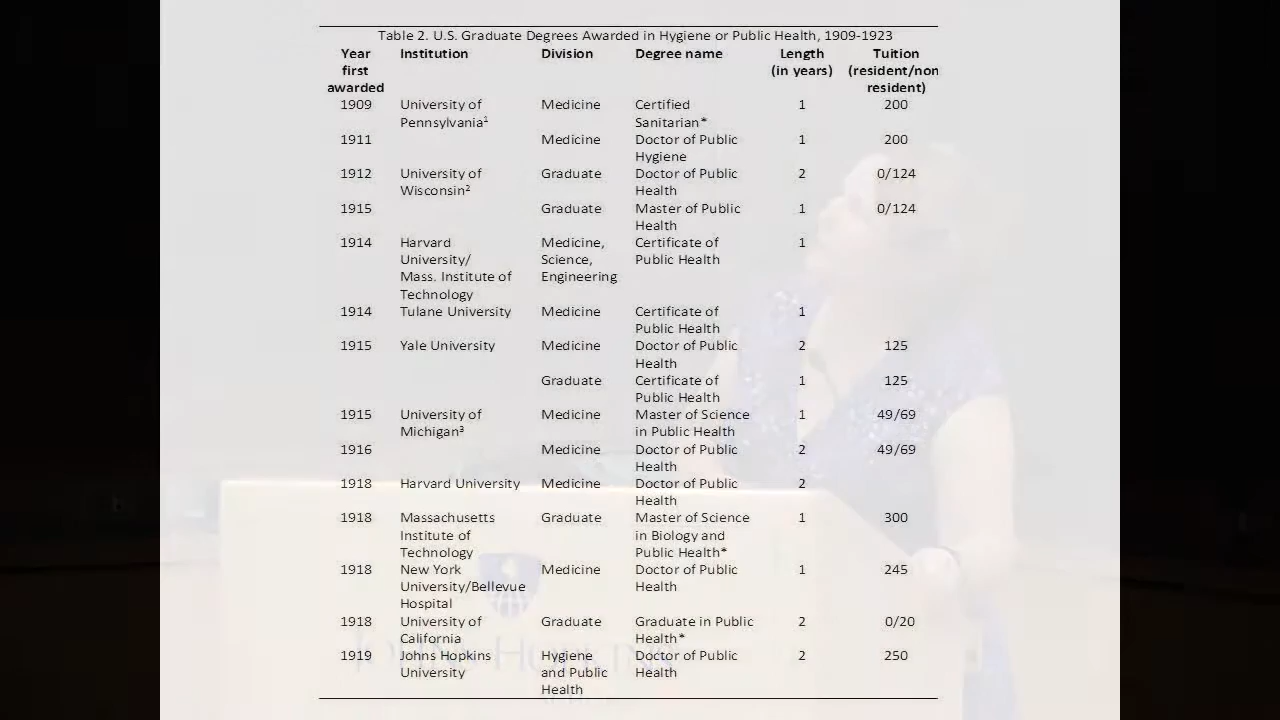 Table 2. U.S. Graduate Degrees Awarded in Hygiene or Public Health, 1909-1923
Year first awarded Institution Division Degree name Length (in years) Tuition (resident/non resident)
1909 University of Pennsylvania¹ Medicine Certified Sanitarian* 1 200
1911 Medicine Doctor of Public Hygiene 1 200
1912 University of Wisconsin² Graduate Doctor of Public Health 2 0/124
1915 Graduate Master of Public Health 1 0/124
1914 Harvard University/ Mass. Institute of Technology Medicine, Science, Engineering Certificate of Public Health 1
1914 Tulane University Medicine Certificate of Public Health 1
1915 Yale University Medicine Doctor of Public Health 2 125
Graduate Certificate of Public Health 1 125
1915 University of Michigan³ Medicine Master of Science in Public Health 1 49/69
1916 Medicine Doctor of Public Health 2 49/69
1918 Harvard University Medicine Doctor of Public Health 2
1918 Massachusetts Institute of Technology Graduate Master of Science in Biology and Public Health* 1 300
1918 New York University/Bellevue Hospital Medicine Doctor of Public Health 1 245
1918 University of California Graduate Graduate in Public Health* 2 0/20
1919 Johns Hopkins University Hygiene and Public Health Doctor of Public Health 2 250
JOHNS HOPKINS